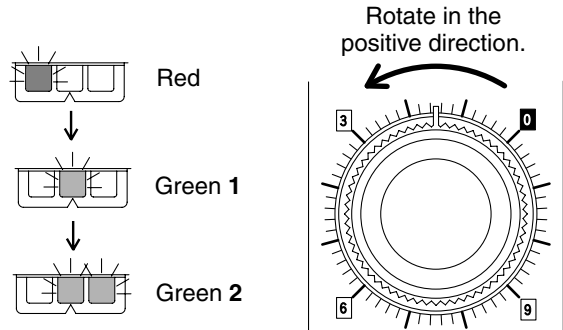 Rotate in the
positive direction.
Red
Green 1
Green 2
3
0
6
9